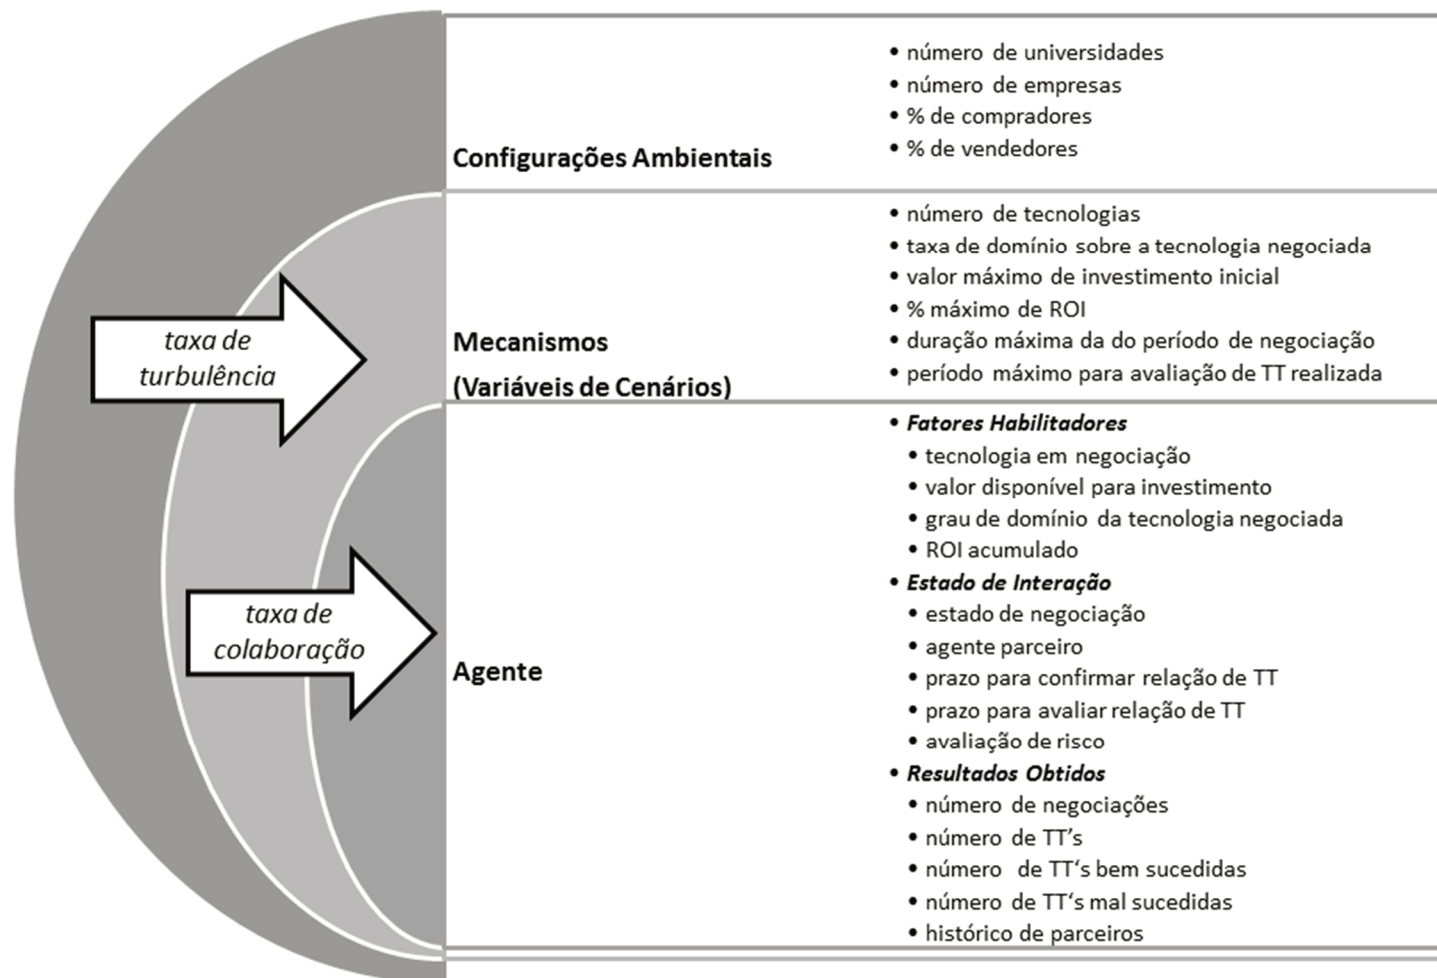 Configurações Ambientais
• número de universidades
• número de empresas
• % de compradores
• % de vendedores
taxa de
turbulência
Mecanismos
(Variáveis de Cenários)
• número de tecnologias
• taxa de domínio sobre a tecnologia negociada
• valor máximo de investimento inicial
• % máximo de ROI
• duração máxima da do período de negociação
• período máximo para avaliação de TT realizada
taxa de
colaboração
Agente
• Fatores Habilitadores
• tecnologia em negociação
• valor disponível para investimento
• grau de domínio da tecnologia negociada
• ROI acumulado
• Estado de Interação
• estado de negociação
• agente parceiro
• prazo para confirmar relação de TT
• prazo para avaliar relação de TT
• avaliação de risco
• Resultados Obtidos
• número de negociações
• número de TT's
• número de TT‘s bem sucedidas
• número de TT‘s mal sucedidas
• histórico de parceiros